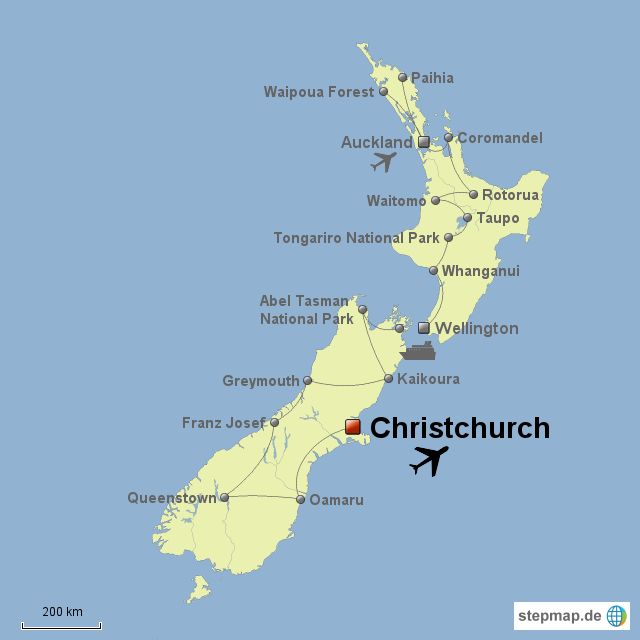 Paihia
Waipoua Forest
Auckland
Coromandel
Rotorua
Waitomo
Taupo
Tongariro National Park
Whanganui
Abel Tasman
National Park
Wellington
Greymouth
Kaikoura
Franz Josef
Christchurch
Queenstown
Oamaru
200 km
stepmap.de